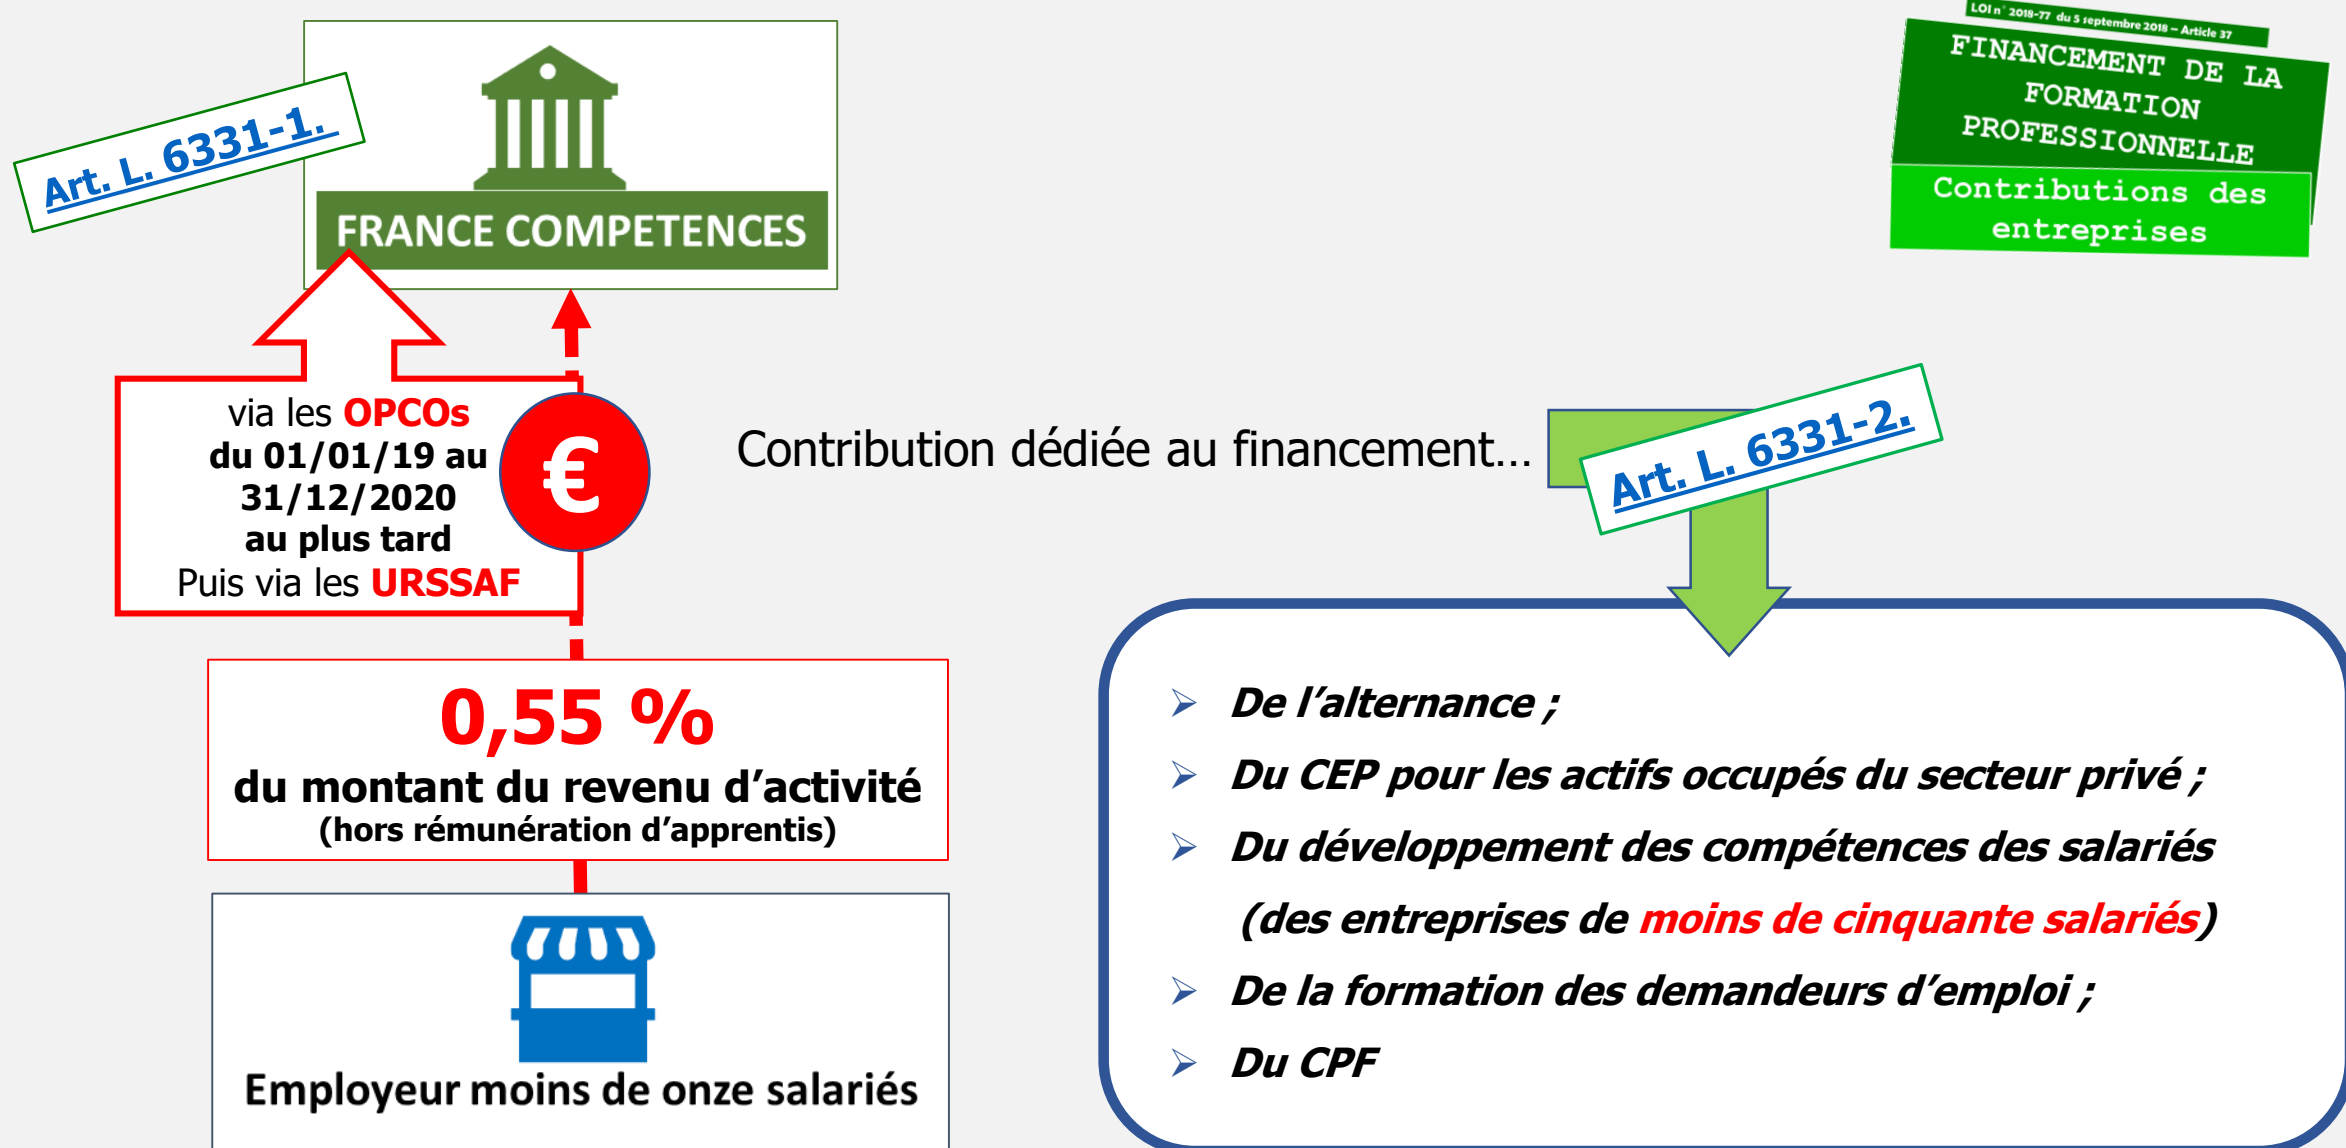 LOI n° 2018-77 du 5 septembre 2018 – Article 37
FINANCEMENT DE LA
FORMATION
PROFESSIONNELLE
Contributions des
entreprises
Art. L. 6331-1.
FRANCE COMPETENCES
via les OPCOs
du 01/01/19 au
31/12/2020
au plus tard
Puis via les URSSAF
€
Contribution dédiée au financement...
Art. L. 6331-2.
0,55 %
du montant du revenu d’activité
(hors rémunération d’apprentis)
Employeur moins de onze salariés
De l’alternance ;
Du CEP pour les actifs occupés du secteur privé ;
Du développement des compétences des salariés
(des entreprises de moins de cinquante salariés)
De la formation des demandeurs d’emploi ;
Du CPF